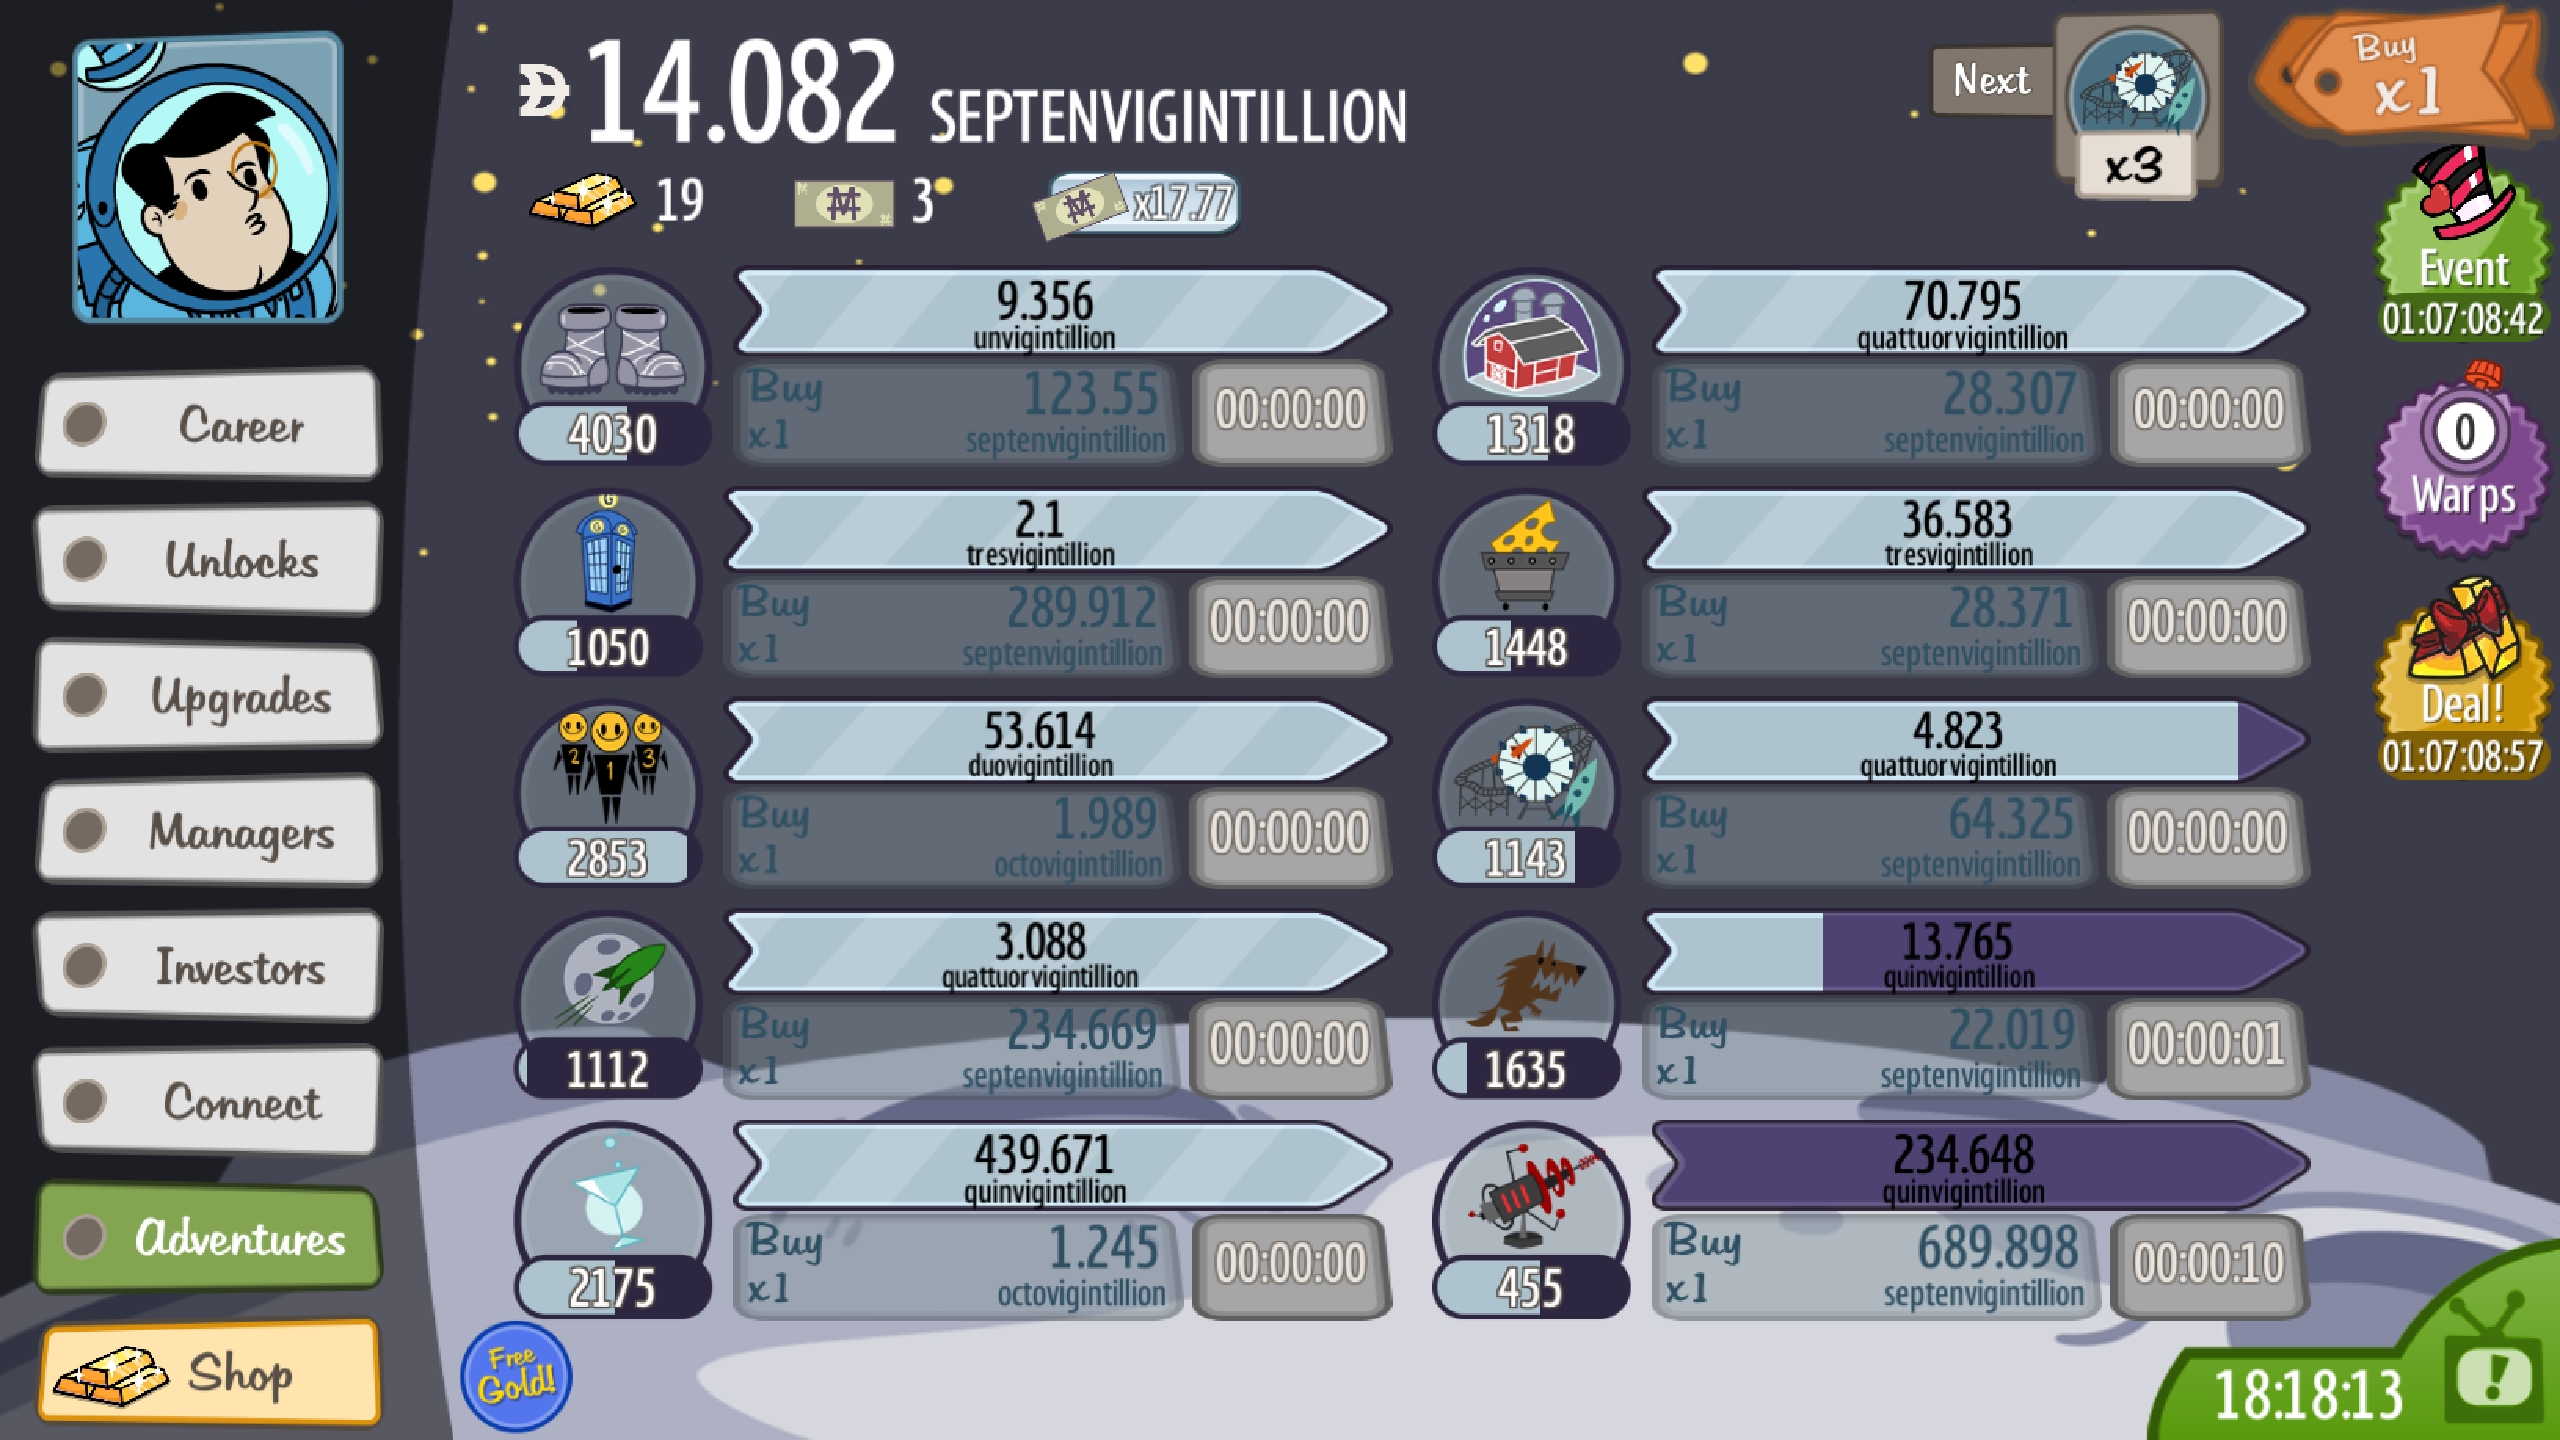 14.082 SEPTENVIGINTILLION
Next
x3
Buy
x1
19
3
x17.77
Event
01:07:08:42
0
Warps
Deal!
01:07:08:57
Career
Unlocks
Upgrades
Managers
Investors
Connect
Adventures
Shop
9.356
unvigintillion
4030
Buy
x1
123.55
septenvigintillion
00:00:00
70.795
quattuorvigintillion
1318
Buy
x1
28.307
septenvigintillion
00:00:00
G
2.1
tresvigintillion
1050
Buy
x1
289.912
septenvigintillion
00:00:00
36.583
tresvigintillion
1448
Buy
x1
28.371
septenvigintillion
00:00:00
2 1 3
53.614
duovigintillion
2853
Buy
x1
1.989
octovigintillion
00:00:00
4.823
quattuorvigintillion
1143
Buy
x1
64.325
septenvigintillion
00:00:00
3.088
quattuorvigintillion
1112
Buy
x1
234.669
septenvigintillion
00:00:00
13.765
quinvigintillion
1635
Buy
x1
22.019
septenvigintillion
00:00:01
439.671
quinvigintillion
2175
Buy
x1
1.245
octovigintillion
00:00:00
234.648
quinvigintillion
455
Buy
x1
689.898
septenvigintillion
00:00:10
Free
Gold!
18:18:13
!